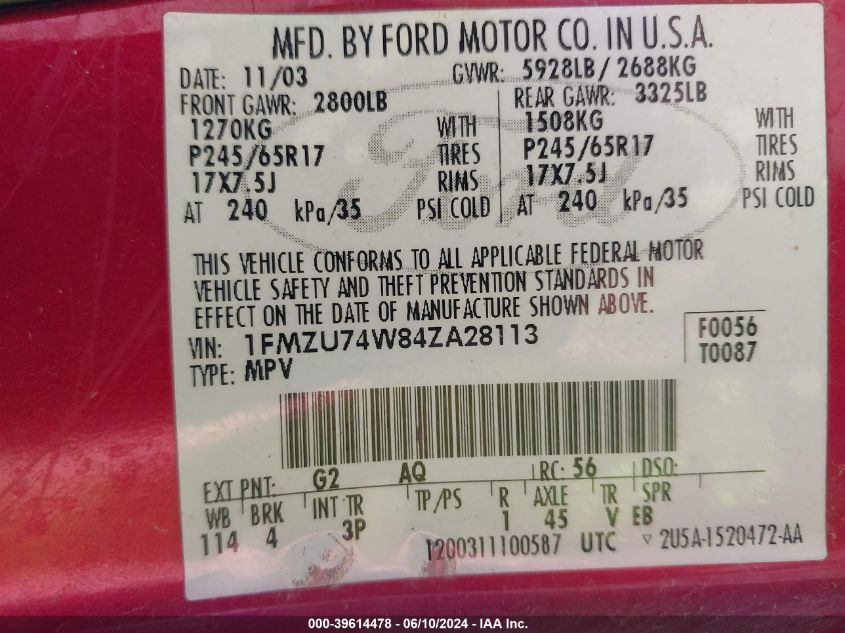 MFD. BY FORD MOTOR CO. IN U.S.A.
DATE: 11/03 GVWR: 5928LB/ 2688KG
FRONT GAWR: 2800LB REAR GAWR: 3325LB
1270KG WITH 1508KG WITH
P245/65R17 TIRES P245/65R17 TIRES
17X7.5J RIMS 17X7.5J RIMS
AT 240 kPa/35 PSI COLD AT 240 kPa/35 PSI COLD
Ford
THIS VEHICLE CONFORMS TO ALL APPLICABLE FEDERAL MOTOR
VEHICLE SAFETY AND THEFT PREVENTION STANDARDS IN
EFFECT ON THE DATE OF MANUFACTURE SHOWN ABOVE.
VIN: 1FMZU74W84ZA28113 F0056
TYPE: MPV T0087
EXT PNT: G2 AQ RC: 56 DSO:
WB BRK INT TR TP/PS R AXLE TR SPR
114 4 3P 1 45 V EB
1200311100587 UTC ▽ 2U5A-1520472-AA
000-39614478 - 06/10/2024 - IAA Inc.